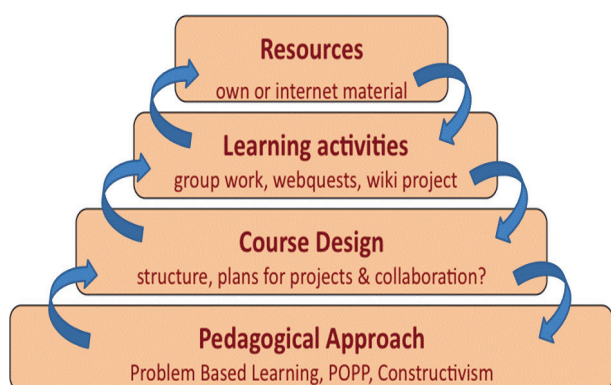 Resources
own or internet material
Learning activities
group work, webquests, wiki project
Course Design
structure, plans for projects & collaboration?
Pedagogical Approach
Problem Based Learning, POPP, Constructivism